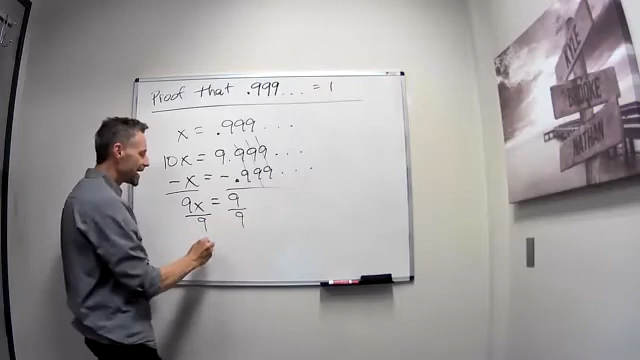 Proof that .999.... = 1
x = .999...
10x = 9.999...
-x = -.999...
9x = 9
9 9
KYLE
BROOKE
NATHAN